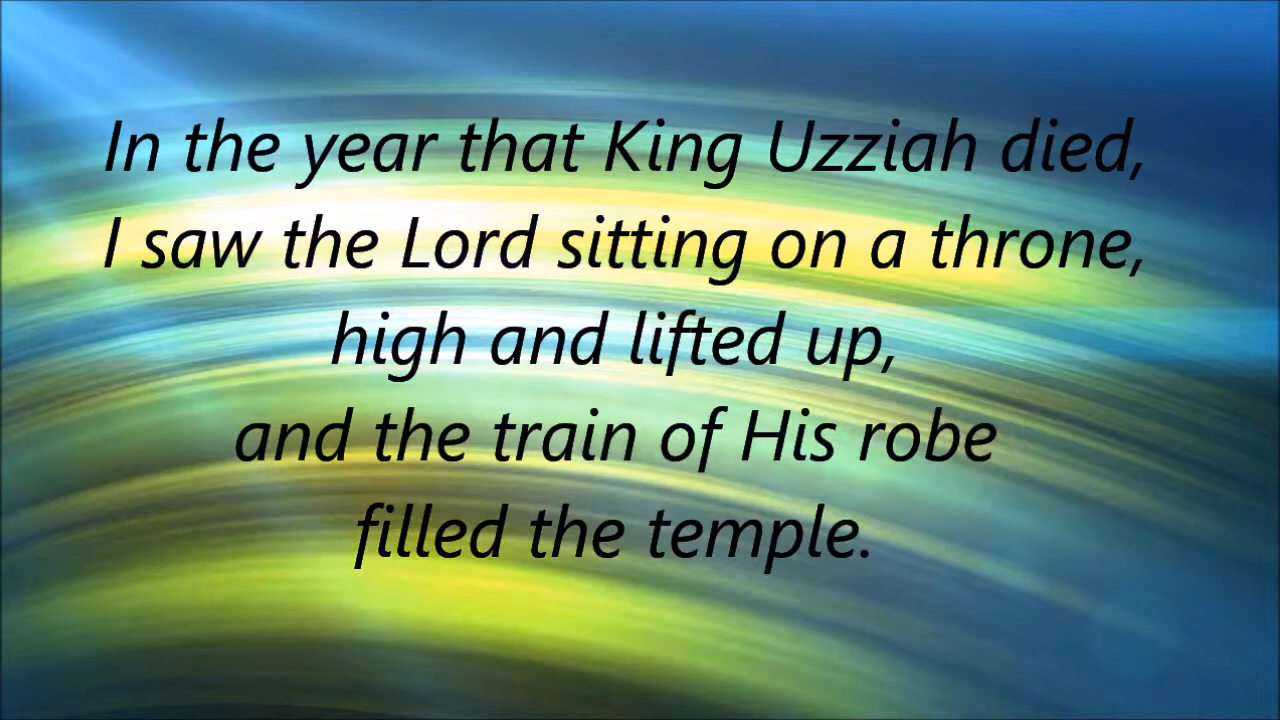 In the year that King Uzziah died,
I saw the Lord sitting on a throne,
high and lifted up,
and the train of His robe
filled the temple.